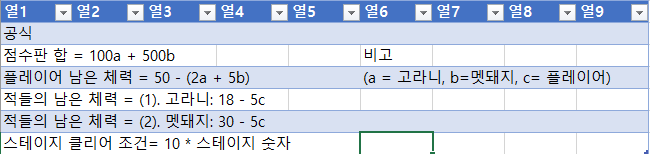 열1 열2 열3 열4 열5 열6 열7 열8 열9
공식
점수판 합 = 100a + 500b 비고
플레이어 남은 체력 = 50 - (2a + 5b) (a = 고라니, b=멧돼지, c= 플레이어)
적들의 남은 체력 = (1). 고라니: 18 - 5c
적들의 남은 체력 = (2). 멧돼지: 30 - 5c
스테이지 클리어 조건= 10 * 스테이지 숫자